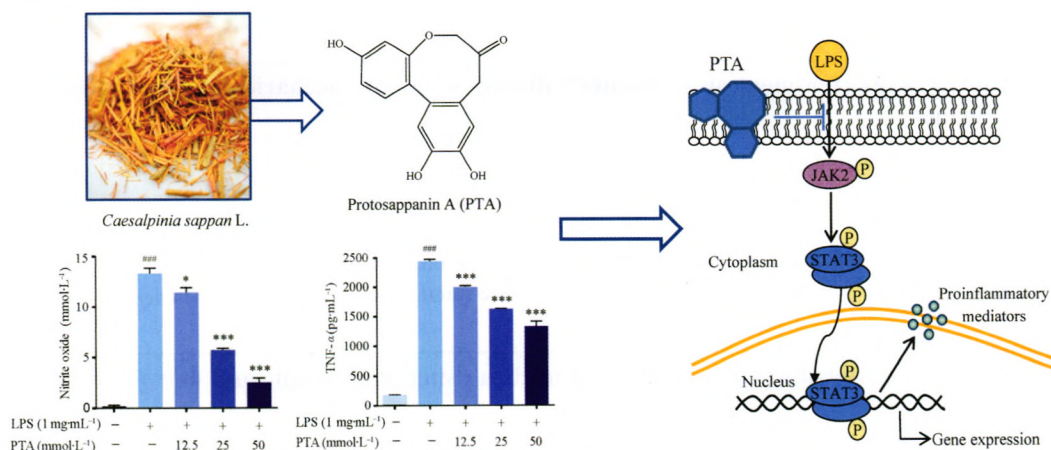 HO
O
O
HO
OH
Caesalpinia sappan L.
Protosappanin A (PTA)
Nitrite oxide (mmol·L⁻¹)
15
10
5
0
###
*
***
***
LPS (1 mg·mL⁻¹) − + + + +
PTA (mmol·L⁻¹) − − 12.5 25 50
TNF-α (pg·mL⁻¹)
2500
2000
1500
1000
500
0
###
***
***
***
LPS (1 mg·mL⁻¹) − + + + +
PTA (mmol·L⁻¹) − − 12.5 25 50
PTA
LPS
JAK2
P
Cytoplasm
P
STAT3
P
Proinflammatory
mediators
Nucleus
P
STAT3
P
Gene expression